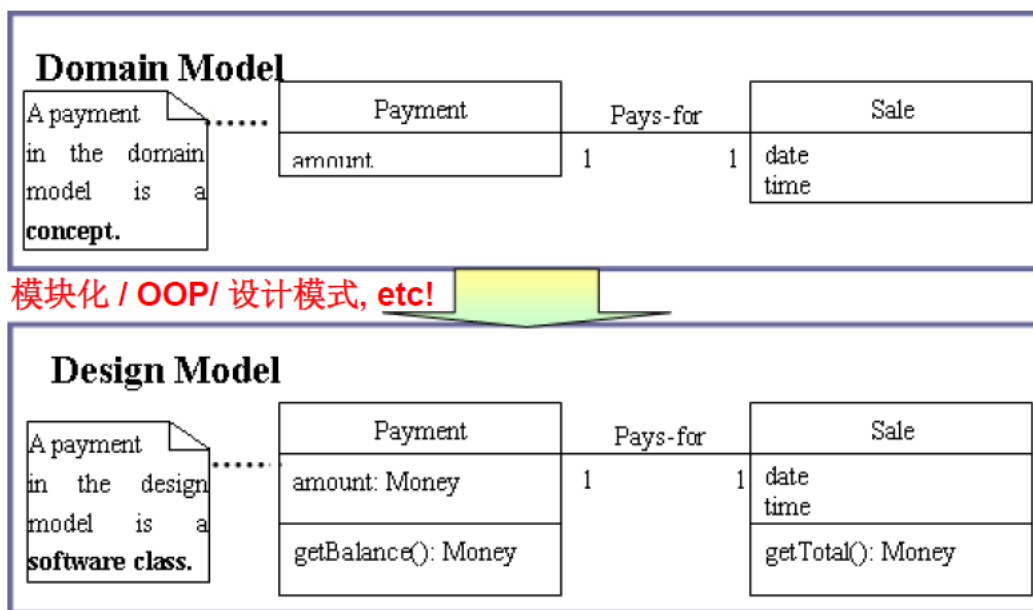 Domain Model
A payment
in the domain
model is a
concept.
Payment
amount
Pays-for
1 1
Sale
date
time
模块化 / OOP/ 设计模式, etc!
Design Model
A payment
in the design
model is a
software class.
Payment
amount: Money
getBalance(): Money
Pays-for
1 1
Sale
date
time
getTotal(): Money